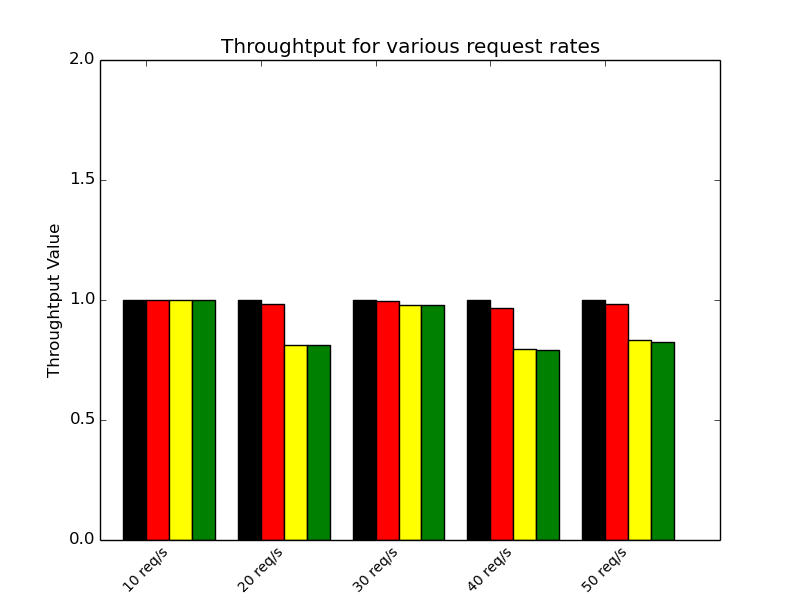 Throughtput for various request rates
2.0
1.5
1.0
0.5
0.0
Throughtput Value
10 req/s
20 req/s
30 req/s
40 req/s
50 req/s